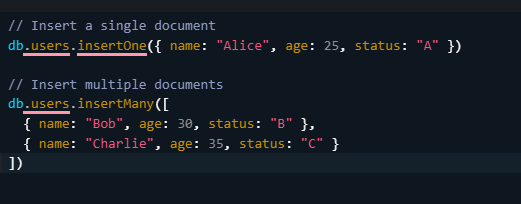 // Insert a single document
db.users.insertOne({ name: "Alice", age: 25, status: "A" })
// Insert multiple documents
db.users.insertMany([
{ name: "Bob", age: 30, status: "B" },
{ name: "Charlie", age: 35, status: "C" }
])